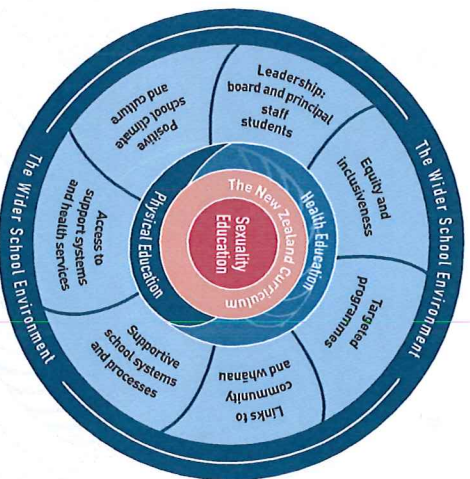 The Wider School Environment
Leadership:
board and principal
staff
students
Equity and
inclusiveness
Targeted
programmes
Links to
community
and whānau
Supportive
school systems
and processes
Access to
support systems
and health services
Positive
school climate
and culture
The Wider School Environment
Health Education
Physical Education
The New Zealand Curriculum
Sexuality
Education